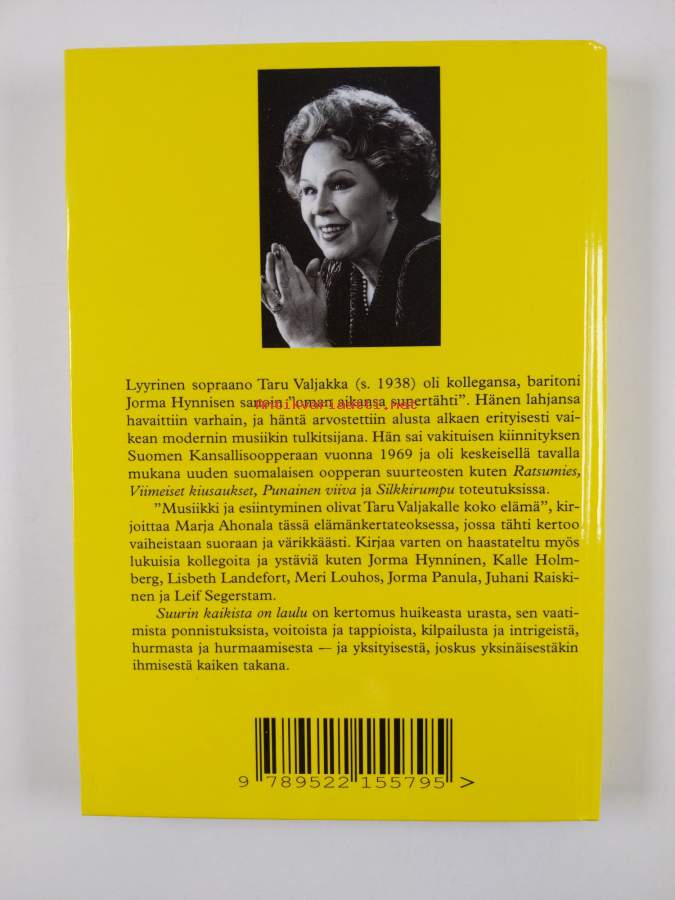 Lyyrinen sopraano Taru Valjakka (s. 1938) oli kollegansa, baritoni
Jorma Hynnisen sanoin ”oman aikansa supertähti”. Hänen lahjansa
Antikvariaatti.net
havaittiin varhain, ja häntä arvostettiin alusta alkaen erityisesti vai-
kean modernin musiikin tulkitsijana. Hän sai vakituisen kiinnityksen
Suomen Kansallisoopperaan vuonna 1969 ja oli keskeisellä tavalla
mukana uuden suomalaisen oopperan suurteosten kuten Ratsumies,
Viimeiset kiusaukset, Punainen viiva ja Silkkirumpu toteutuksissa.
”Musiikki ja esiintyminen olivat Taru Valjakalle koko elämä”, kir-
joittaa Marja Ahonala tässä elämänkertateoksessa, jossa tähti kertoo
vaiheistaan suoraan ja värikkäästi. Kirjaa varten on haastateltu myös
lukuisia kollegoita ja ystäviä kuten Jorma Hynninen, Kalle Holm-
berg, Lisbeth Landefort, Meri Louhos, Jorma Panula, Juhani Raiski-
nen ja Leif Segerstam.
Suurin kaikista on laulu on kertomus huikeasta urasta, sen vaati-
mista ponnistuksista, voitoista ja tappioista, kilpailusta ja intrigeistä,
hurmasta ja hurmaamisesta — ja yksityisestä, joskus yksinäisestäkin
ihmisestä kaiken takana.
9 789522 155795 >